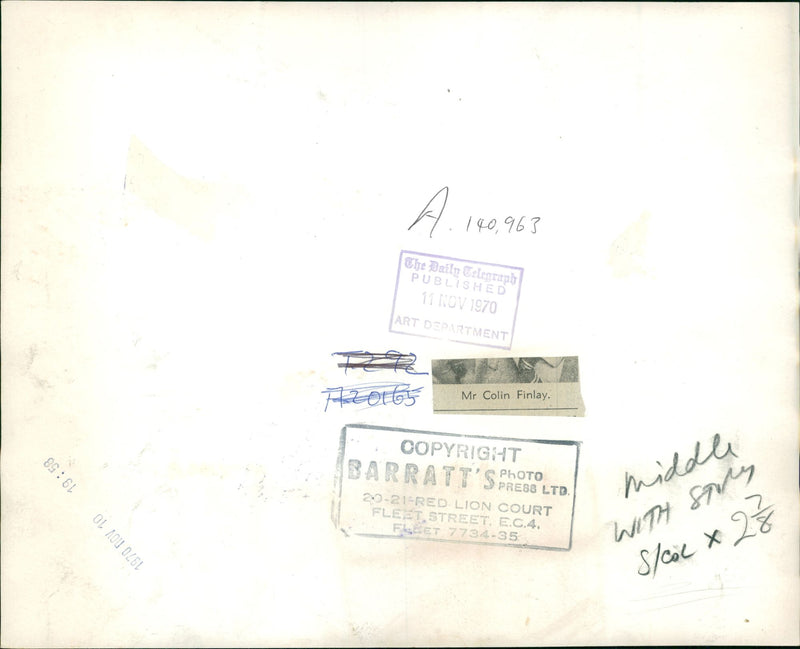 A. 140,963
The Daily Telegraph
PUBLISHED
11 NOV 1970
ART DEPARTMENT
T292
Mr Colin Finlay.
COPYRIGHT
BARRATT'S PHOTO PRESS LTD.
20-21 RED LION COURT
FLEET STREET, E.C.4.
FLEET 7734-35
middle
WITH STORY
S/COL x 2 7/8
19:58
1970 NOV 10